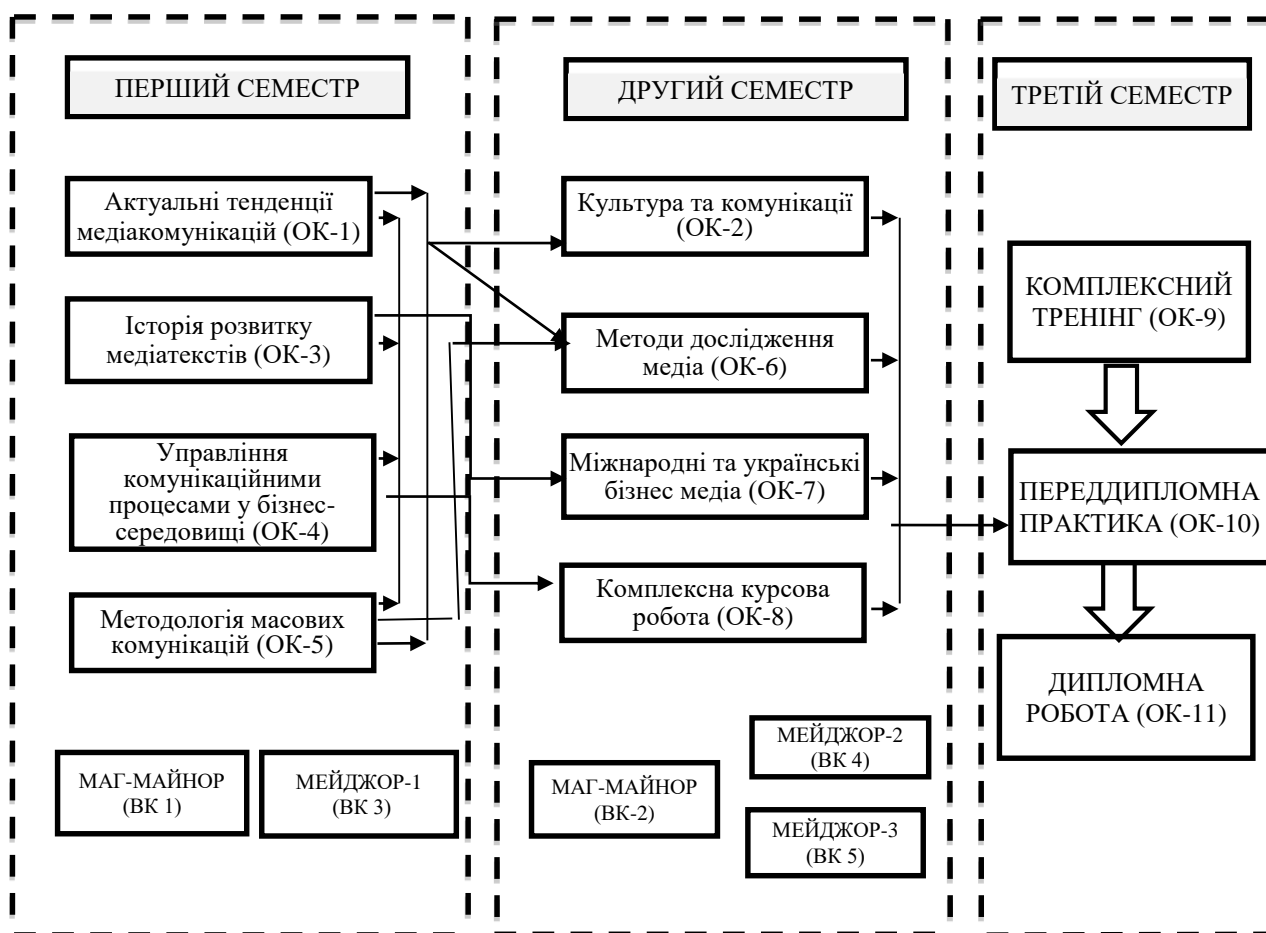 ПЕРШИЙ СЕМЕСТР
Актуальні тенденції
медіакомунікацій (ОК-1)
Історія розвитку
медіатекстів (ОК-3)
Управління
комунікаційними
процесами у бізнес-
середовищі (ОК-4)
Методологія масових
комунікацій (ОК-5)
МАГ-МАЙНОР
(ВК 1)
МЕЙДЖОР-1
(ВК 3)
ДРУГИЙ СЕМЕСТР
Культура та комунікації
(ОК-2)
Методи дослідження
медіа (ОК-6)
Міжнародні та українські
бізнес медіа (ОК-7)
Комплексна курсова
робота (ОК-8)
МАГ-МАЙНОР
(ВК-2)
МЕЙДЖОР-2
(ВК 4)
МЕЙДЖОР-3
(ВК 5)
ТРЕТІЙ СЕМЕСТР
КОМПЛЕКСНИЙ
ТРЕНІНГ (ОК-9)
ПЕРЕДДИПЛОМНА
ПРАКТИКА (ОК-10)
ДИПЛОМНА
РОБОТА (ОК-11)